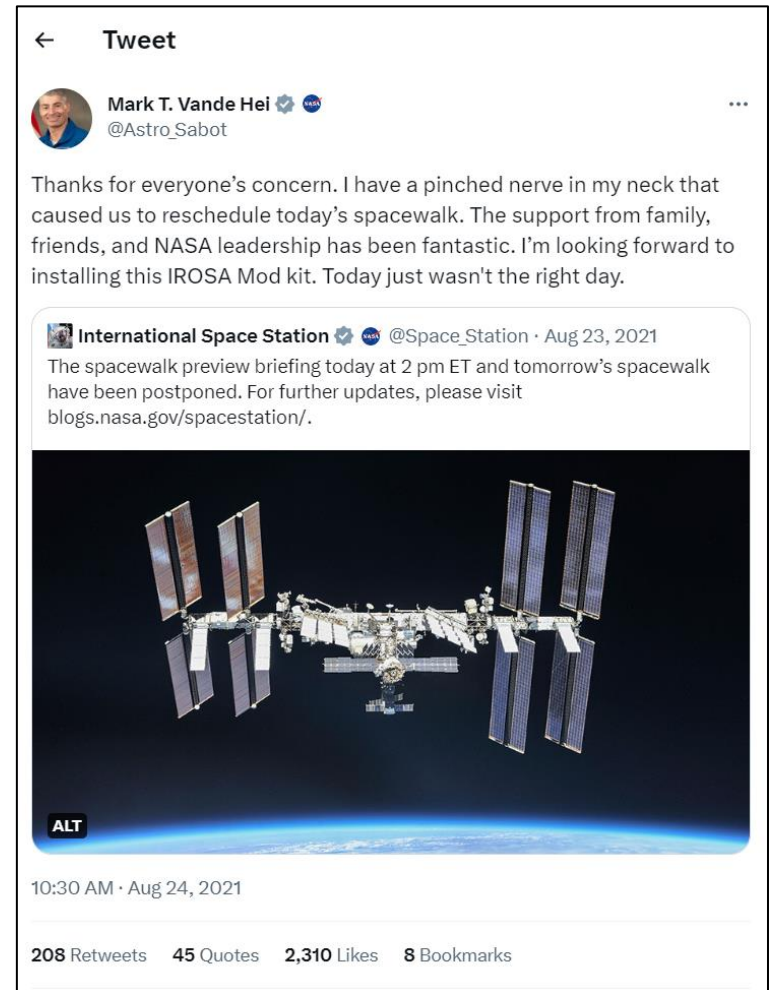 ← Tweet
Mark T. Vande Hei
@Astro_Sabot
Thanks for everyone’s concern. I have a pinched nerve in my neck that
caused us to reschedule today’s spacewalk. The support from family,
friends, and NASA leadership has been fantastic. I’m looking forward to
installing this IROSA Mod kit. Today just wasn't the right day.
International Space Station @Space_Station · Aug 23, 2021
The spacewalk preview briefing today at 2 pm ET and tomorrow’s spacewalk
have been postponed. For further updates, please visit
blogs.nasa.gov/spacestation/.
ALT
10:30 AM · Aug 24, 2021
208 Retweets 45 Quotes 2,310 Likes 8 Bookmarks